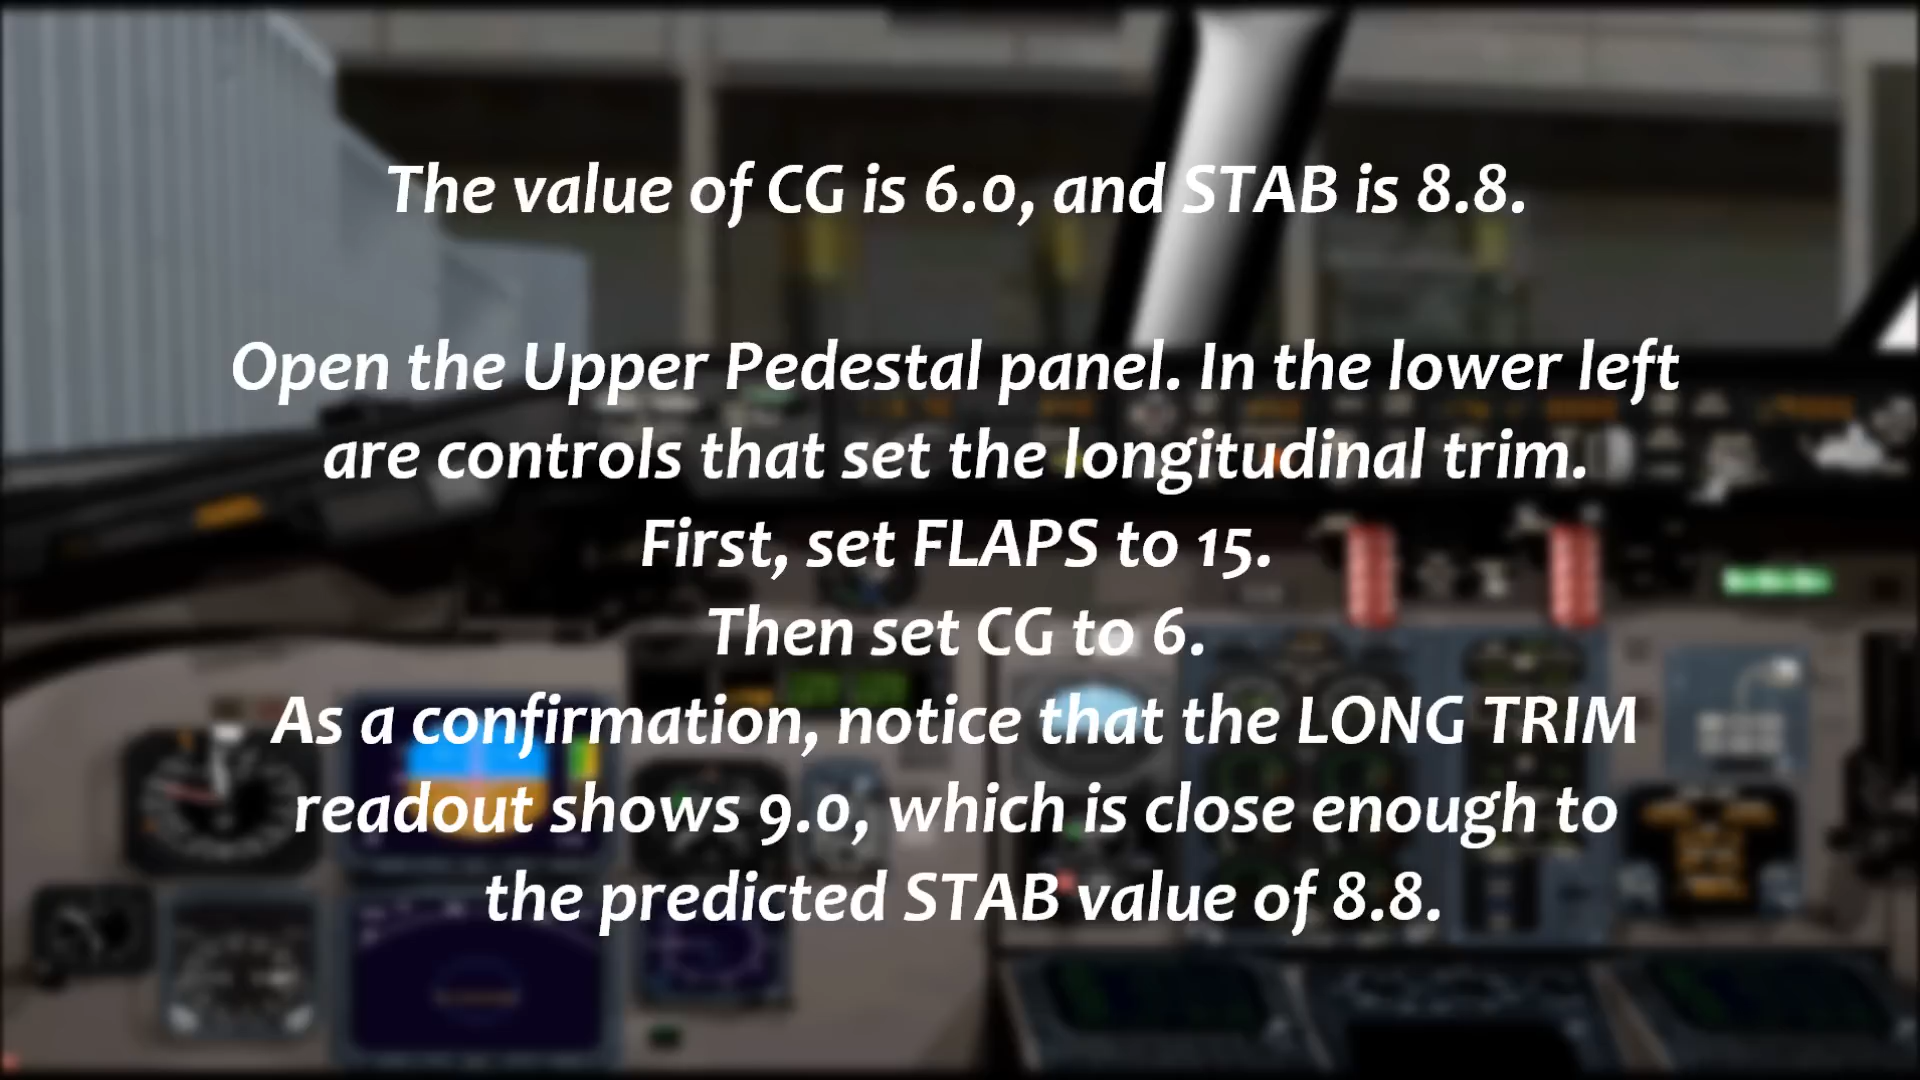 The value of CG is 6.0, and STAB is 8.8.
Open the Upper Pedestal panel. In the lower left
are controls that set the longitudinal trim.
First, set FLAPS to 15.
Then set CG to 6.
As a confirmation, notice that the LONG TRIM
readout shows 9.0, which is close enough to
the predicted STAB value of 8.8.